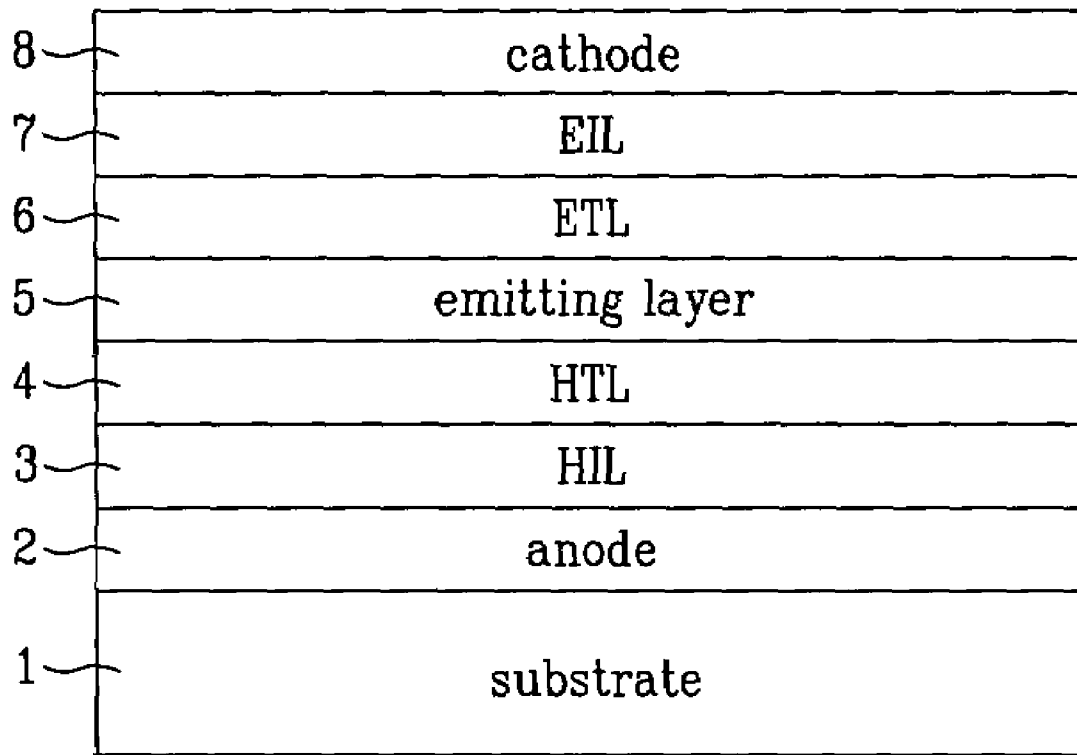 8 cathode
7 EIL
6 ETL
5 emitting layer
4 HTL
3 HIL
2 anode
1 substrate